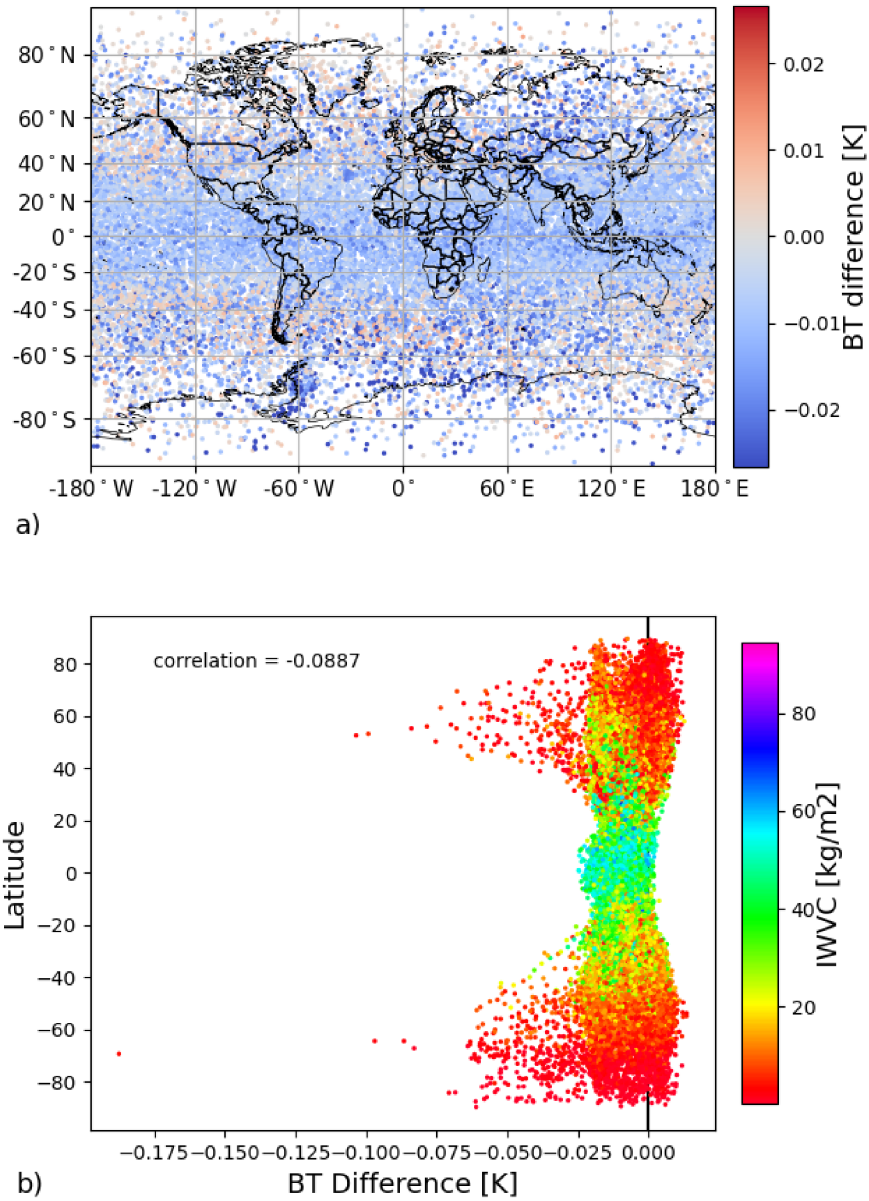 80°N
60°N
40°N
20°N
0°
-20°S
-40°S
-60°S
-80°S
-180°W -120°W -60°W 0° 60°E 120°E 180°E
0.02
0.01
0.00
−0.01
−0.02
BT difference [K]
a)
correlation = -0.0887
80
60
40
20
0
−20
−40
−60
−80
Latitude
−0.175 −0.150 −0.125 −0.100 −0.075 −0.050 −0.025 0.000
BT Difference [K]
80
60
40
20
IWVC [kg/m2]
b)